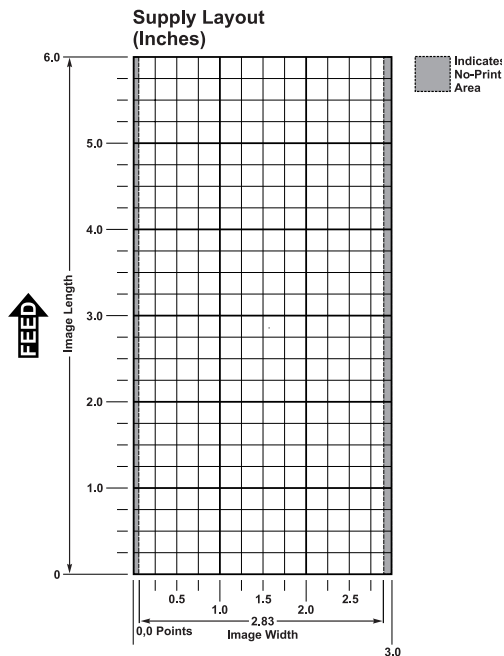 Supply Layout
(Inches)
6.0
5.0
4.0
3.0
2.0
1.0
0
Image Length
FEED
Indicates
No-Print
Area
0.5
1.0
1.5
2.0
2.5
2.83
0,0 Points
Image Width
3.0